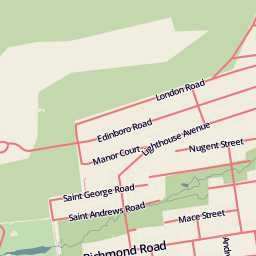 London Road
Edinboro Road
Lighthouse Avenue
Manor Court
Nugent Street
Saint George Road
Saint Andrews Road
Mace Street
Richmond Road
Andr